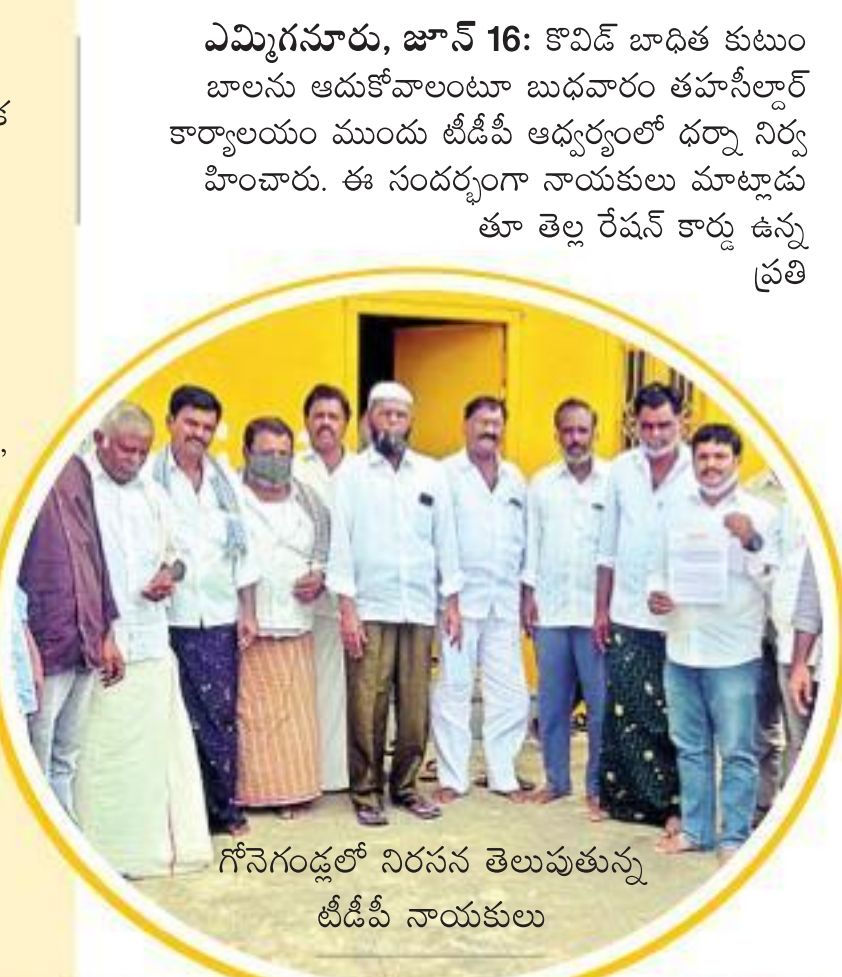 ఎమ్మిగనూరు, జూన్ 16: కొవిడ్ బాధిత కుటుం
బాలను ఆదుకోవాలంటూ బుధవారం తహసీల్దార్
కార్యాలయం ముందు టీడీపీ ఆధ్వర్యంలో ధర్నా నిర్వ
హించారు. ఈ సందర్భంగా నాయకులు మాట్లాడు
తూ తెల్ల రేషన్ కార్డు ఉన్న
ప్రతి
గోనెగండ్లలో నిరసన తెలుపుతున్న
టీడీపీ నాయకులు